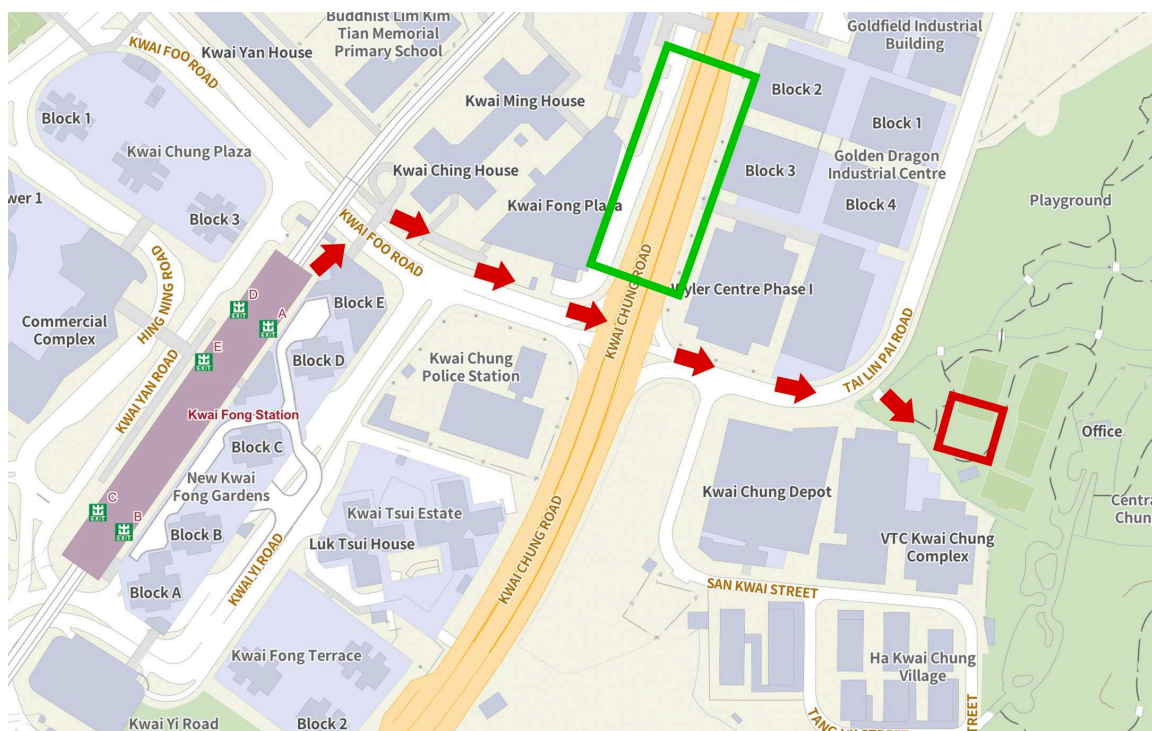 Buddhist Lim Kim
Tian Memorial
Primary School
Goldfield Industrial
Building
KWAI FOO ROAD
Kwai Yan House
Block 1
Kwai Ming House
Block 2
Block 1
Kwai Chung Plaza
Kwai Ching House
Block 3
Golden Dragon
Industrial Centre
wer 1
Block 3
Kwai Fong Plaza
Block 4
Playground
KWAI FOO ROAD
HING NING ROAD
KWAI CHUNG ROAD
Wyler Centre Phase I
Block E
D
EXIT
A
EXIT
Commercial
Complex
E
EXIT
Block D
Kwai Chung
Police Station
TAI LIN PAI ROAD
KWAI YAN ROAD
Kwai Fong Station
Block C
Office
New Kwai
Fong Gardens
C
EXIT
B
EXIT
Block B
Kwai Tsui Estate
Kwai Chung Depot
Luk Tsui House
VTC Kwai Chung
Complex
KWAI CHUNG ROAD
KWAI YI ROAD
Block A
SAN KWAI STREET
Kwai Fong Terrace
Ha Kwai Chung
Village
Kwai Yi Road
Block 2
STREET